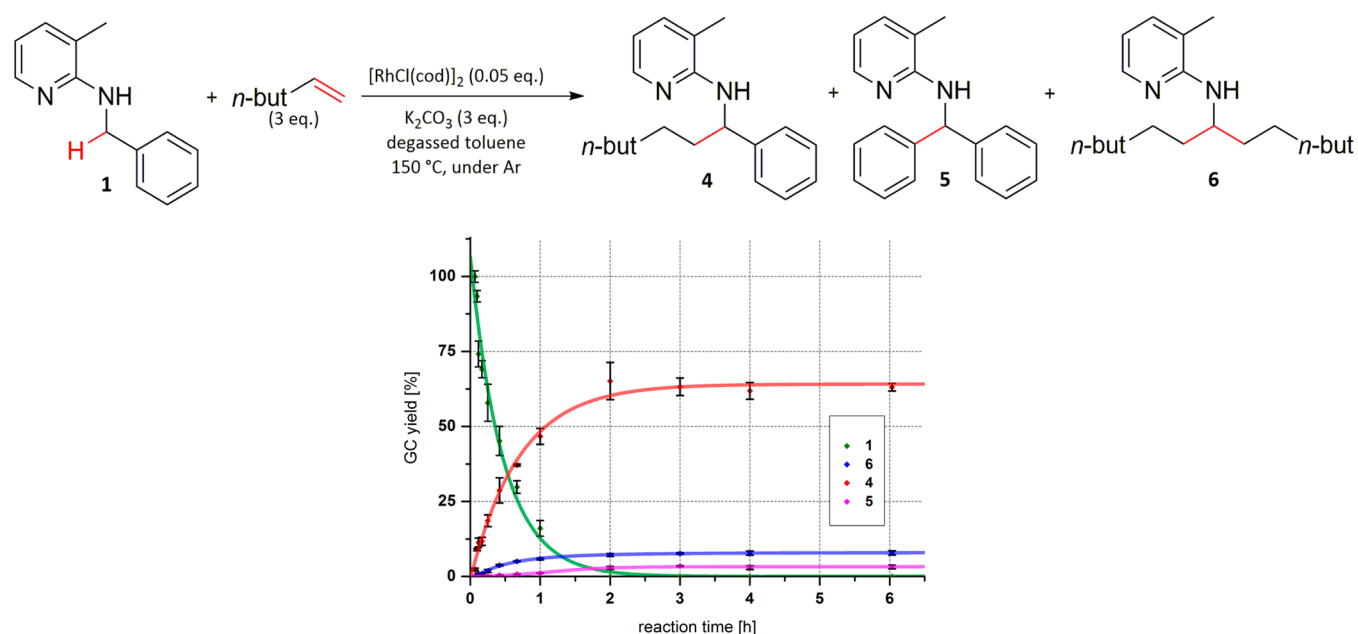 N
NH
H
1
+
n-but
(3 eq.)
[RhCl(cod)]₂ (0.05 eq.)
K₂CO₃ (3 eq.)
degassed toluene
150 °C, under Ar
N
NH
n-but
4
+
N
NH
5
+
N
NH
n-but
n-but
6
GC yield [%]
100
75
50
25
0
1
6
4
5
0 1 2 3 4 5 6
reaction time [h]